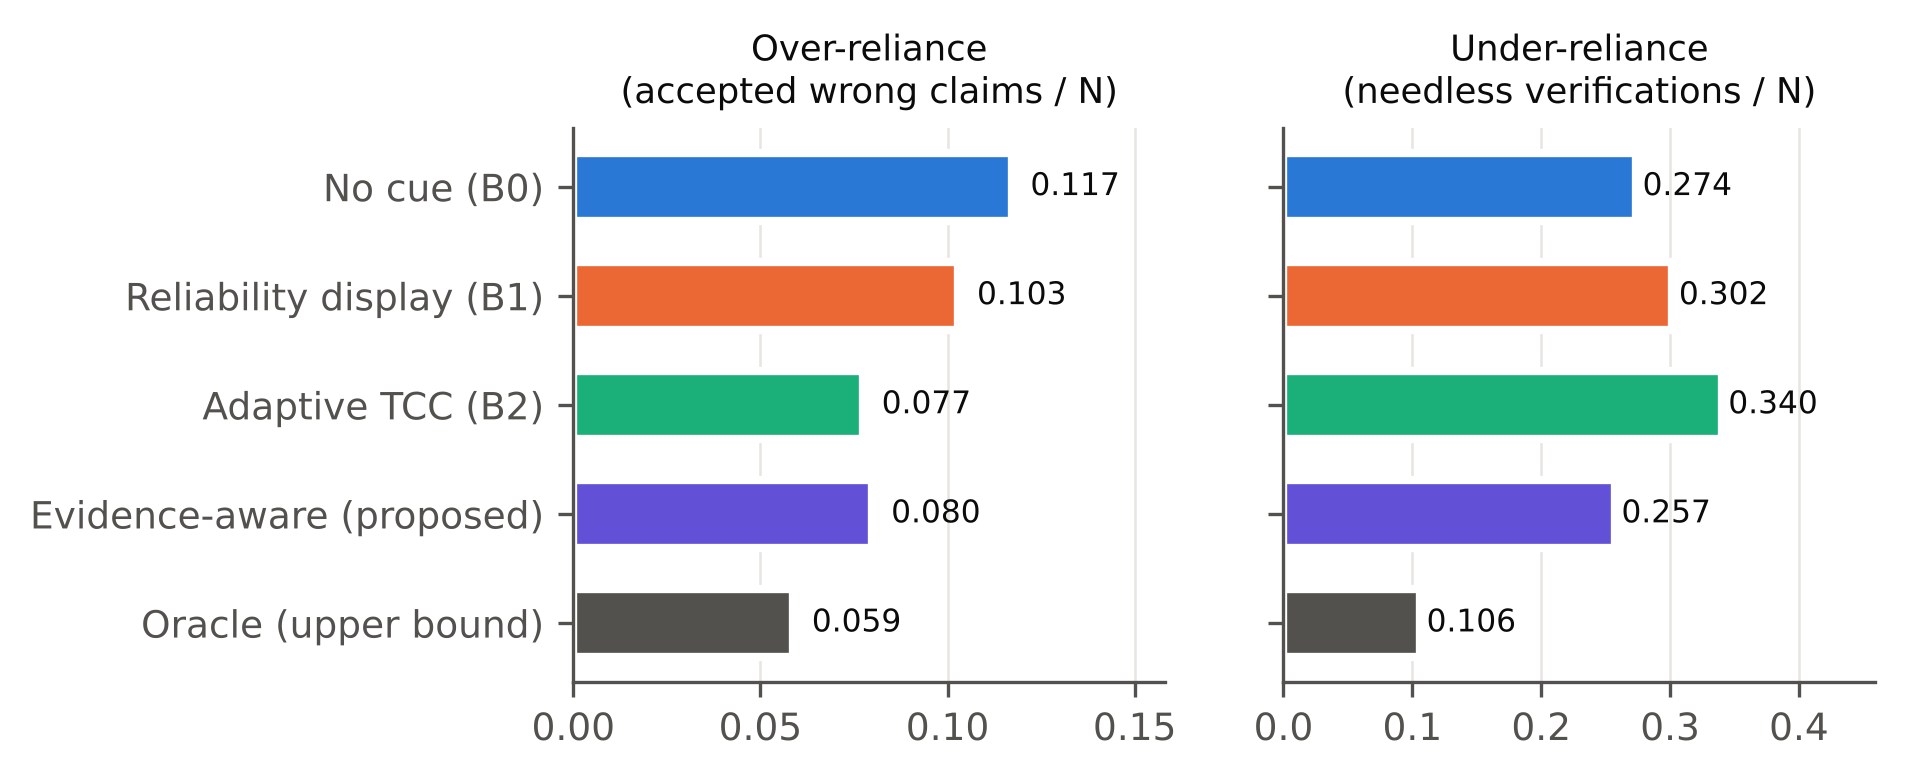 Over-reliance
(accepted wrong claims / N)
Under-reliance
(needless verifications / N)
No cue (B0)
0.117
0.274
Reliability display (B1)
0.103
0.302
Adaptive TCC (B2)
0.077
0.340
Evidence-aware (proposed)
0.080
0.257
Oracle (upper bound)
0.059
0.106
0.00 0.05 0.10 0.15
0.0 0.1 0.2 0.3 0.4